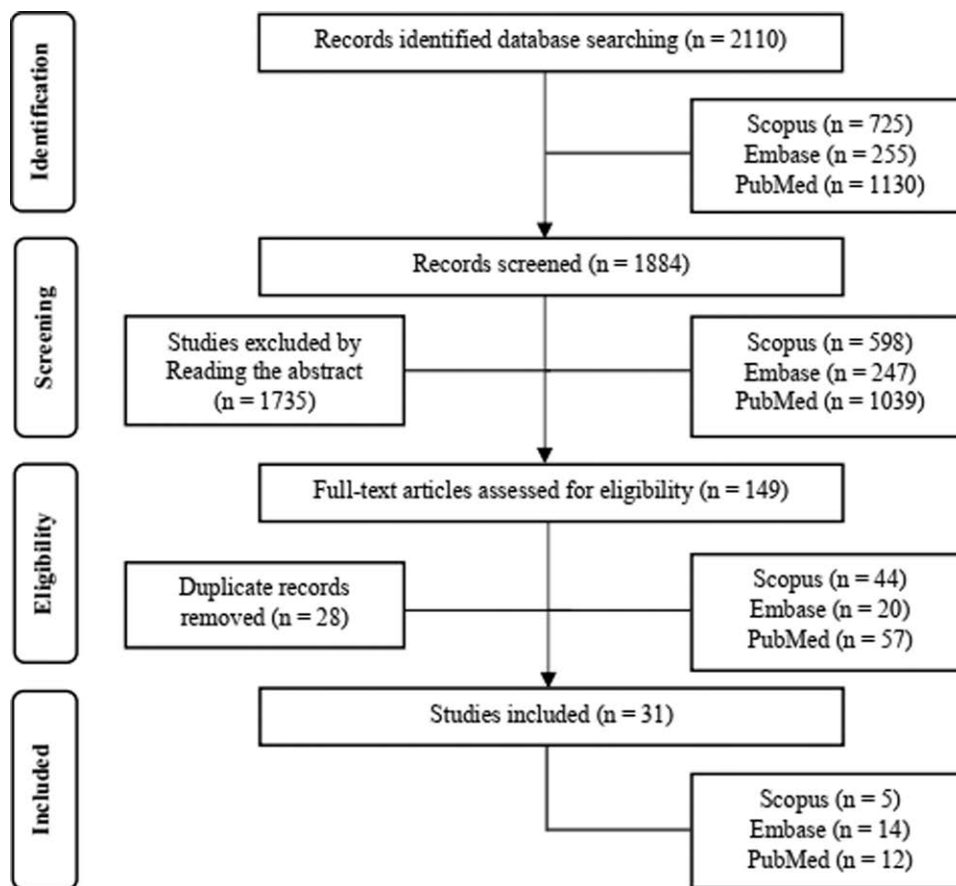 Identification
Records identified database searching (n = 2110)
Scopus (n = 725)
Embase (n = 255)
PubMed (n = 1130)
Screening
Records screened (n = 1884)
Studies excluded by
Reading the abstract
(n = 1735)
Scopus (n = 598)
Embase (n = 247)
PubMed (n = 1039)
Eligibility
Full-text articles assessed for eligibility (n = 149)
Duplicate records
removed (n = 28)
Scopus (n = 44)
Embase (n = 20)
PubMed (n = 57)
Included
Studies included (n = 31)
Scopus (n = 5)
Embase (n = 14)
PubMed (n = 12)